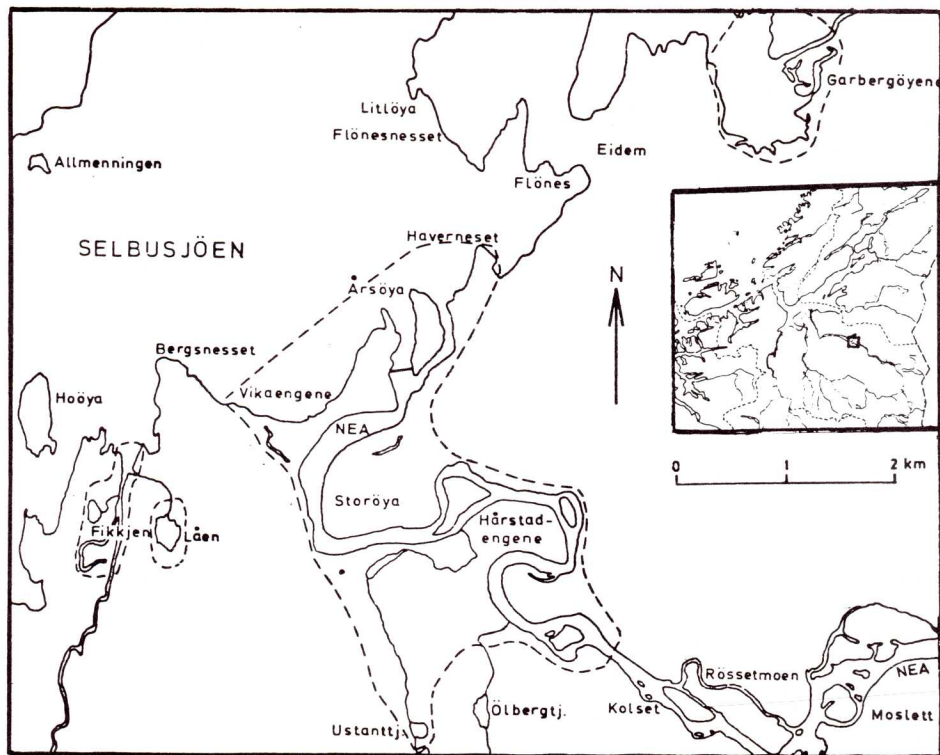 Garbergöyene
Litlöya
Flönesnesset
Eidem
Allmenningen
Flönes
SELBUSJÖEN
Haverneset
N
Årsöya
Bergsnesset
Vikaengene
Hoöya
NEA
0 1 2 km
Storöya
Hårstad-
engene
Fikkjen
Låen
Rössetmoen
NEA
Ustanttj.
Ölbergtj.
Kolset
Moslett